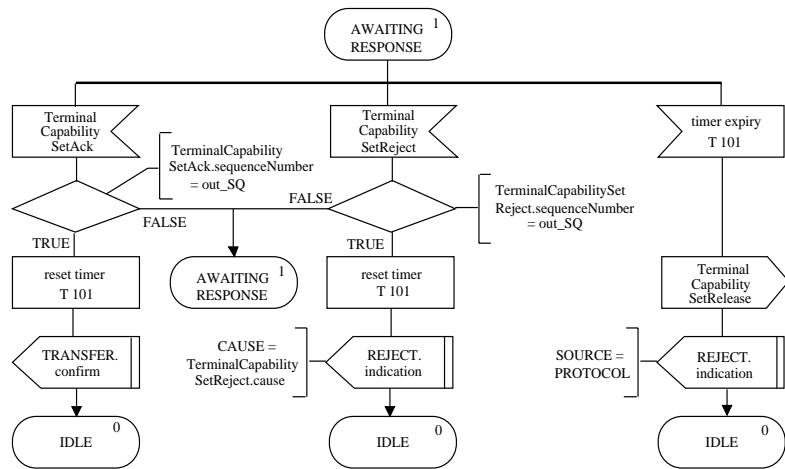 1
AWAITING
RESPONSE
Terminal
Capability
SetAck
TerminalCapability
SetAck.sequenceNumber
= out_SQ
Terminal
Capability
SetReject
timer expiry
T 101
TerminalCapabilitySet
Reject.sequenceNumber
= out_SQ
FALSE
FALSE
TRUE
TRUE
reset timer
T 101
1
AWAITING
RESPONSE
reset timer
T 101
Terminal
Capability
SetRelease
TRANSFER.
confirm
CAUSE =
TerminalCapability
SetReject.cause
REJECT.
indication
SOURCE =
PROTOCOL
REJECT.
indication
0
IDLE
0
IDLE
0
IDLE